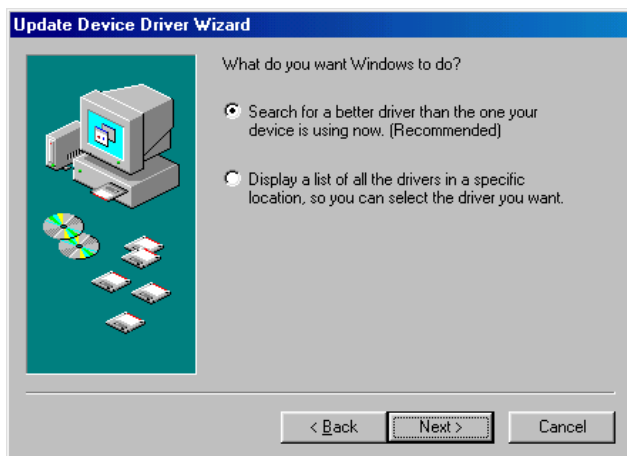 Update Device Driver Wizard
What do you want Windows to do?
Search for a better driver than the one your
device is using now. (Recommended)
Display a list of all the drivers in a specific
location, so you can select the driver you want.
< Back
Next >
Cancel